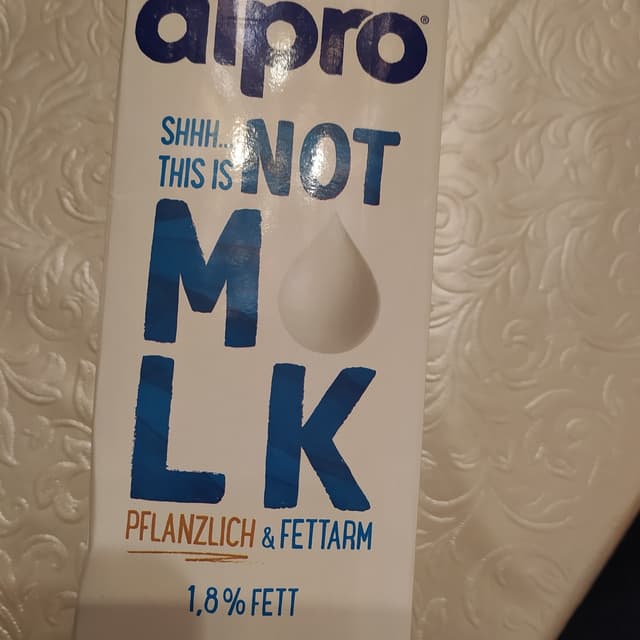 alpro®
SHHH...
THIS IS NOT
M LK
PFLANZLICH & FETTARM
1,8% FETT